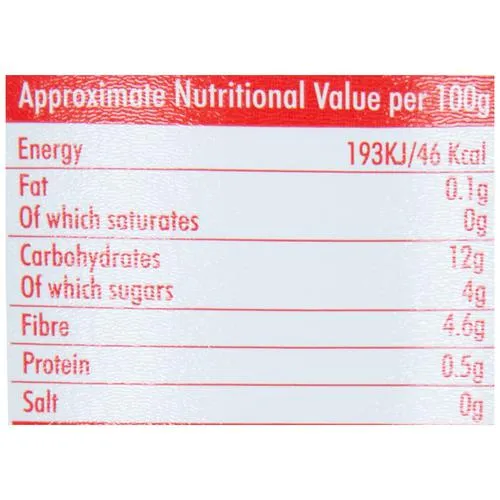 Approximate Nutritional Value per 100g
Energy 193KJ/46 Kcal
Fat 0.1g
Of which saturates 0g
Carbohydrates 12g
Of which sugars 4g
Fibre 4.6g
Protein 0.5g
Salt 0g